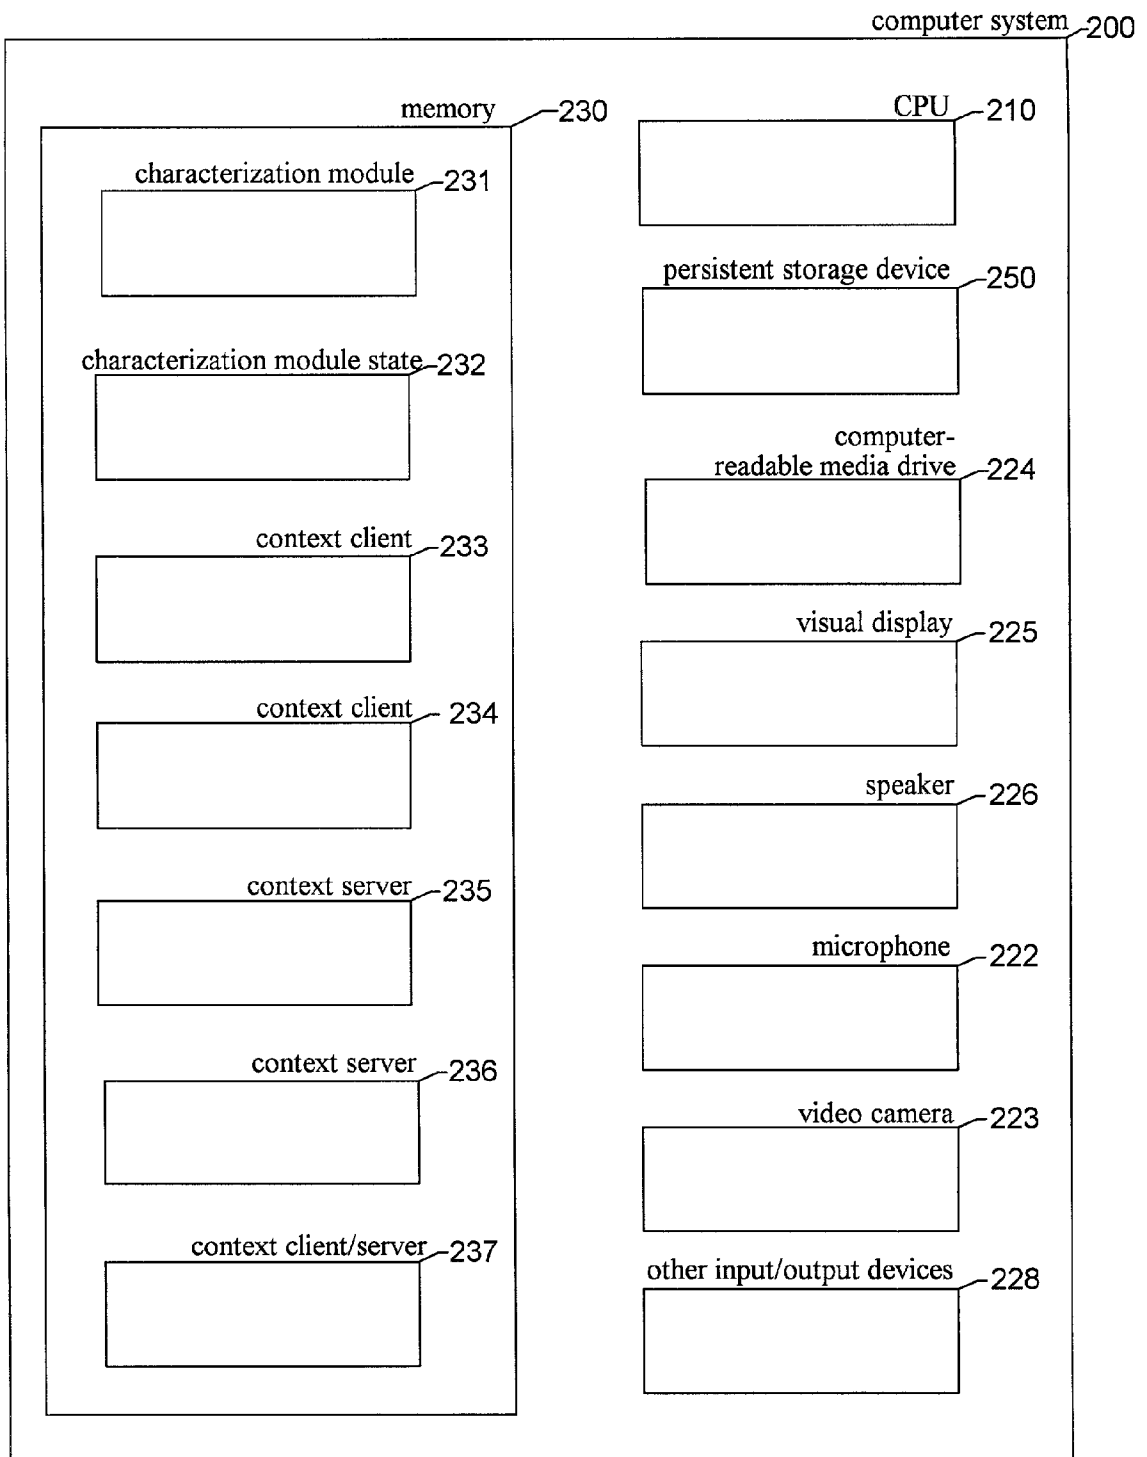 computer system 200
memory 230
characterization module 231
characterization module state 232
context client 233
context client 234
context server 235
context server 236
context client/server 237
CPU 210
persistent storage device 250
computer-
readable media drive 224
visual display 225
speaker 226
microphone 222
video camera 223
other input/output devices 228